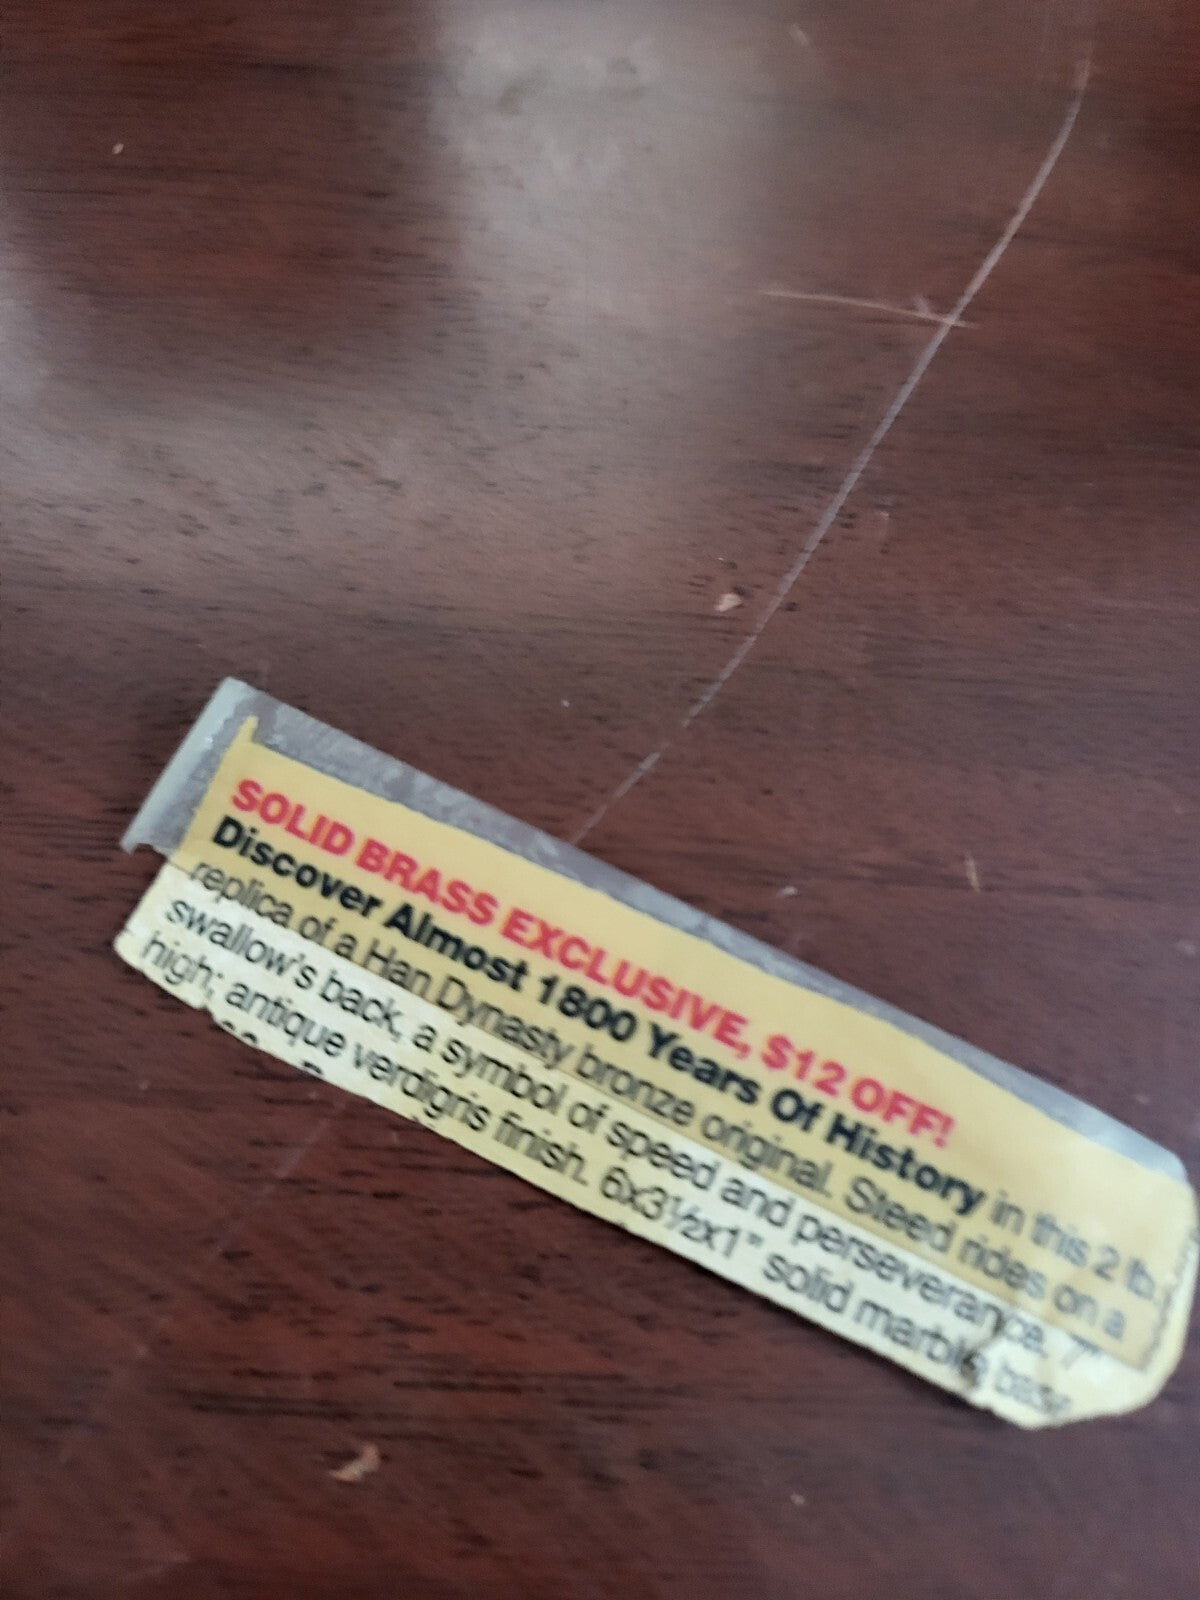 SOLID BRASS EXCLUSIVE, $12 OFF!
Discover Almost 1800 Years Of History in this 2 lb.
replica of a Han Dynasty bronze original. Steed rides on a
swallow's back, a symbol of speed and perseverance. 7"
high; antique verdigris finish. 6x3½x1" solid marble base